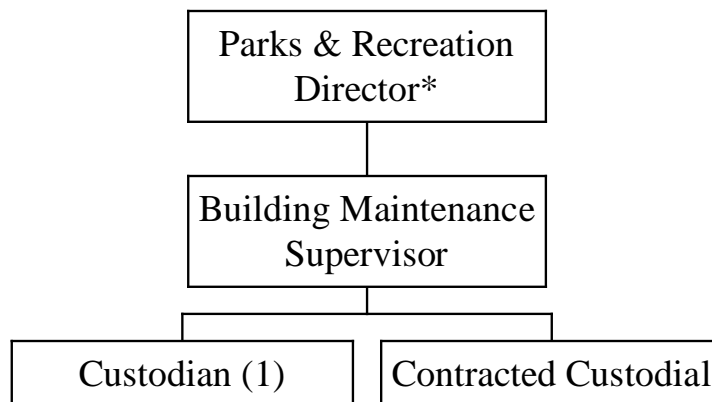 Parks & Recreation
Director*
Building Maintenance
Supervisor
Custodian (1)
Contracted Custodial